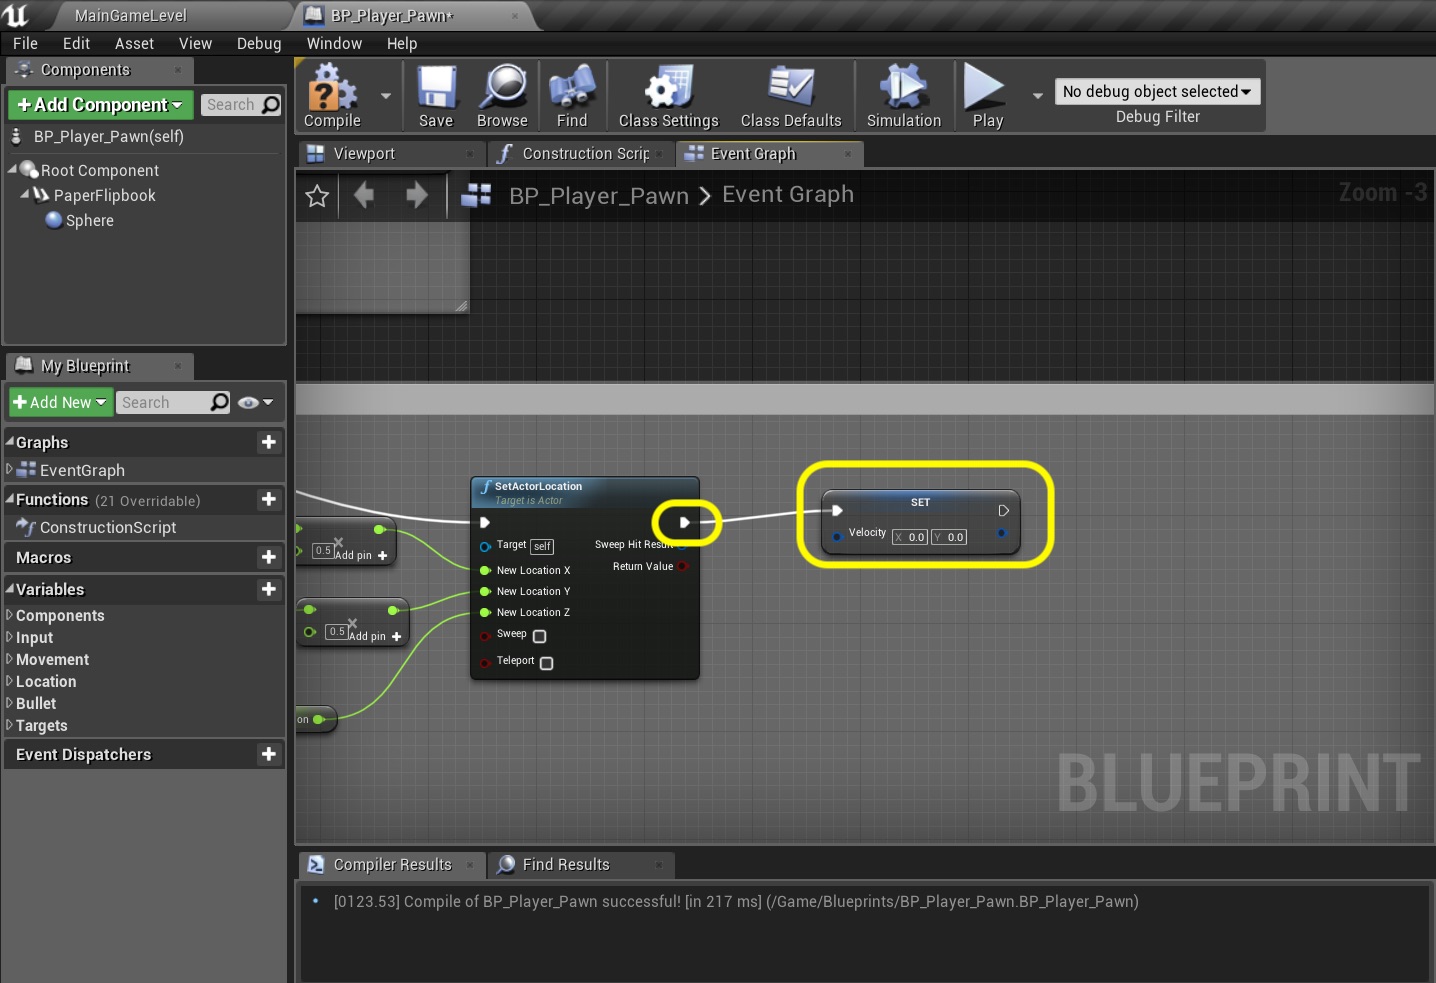 MainGameLevel
BP_Player_Pawn*
File Edit Asset View Debug Window Help
Components
+Add Component
Search
BP_Player_Pawn(self)
Root Component
PaperFlipbook
Sphere
Compile
Save
Browse
Find
Class Settings
Class Defaults
Simulation
Play
No debug object selected
Debug Filter
Viewport
Construction Scrip
Event Graph
BP_Player_Pawn > Event Graph
Zoom -3
My Blueprint
+Add New
Search
Graphs
EventGraph
Functions (21 Overridable)
ConstructionScript
Macros
Variables
Components
Input
Movement
Location
Bullet
Targets
Event Dispatchers
0.5
Add pin +
0.5
Add pin +
on
f SetActorLocation
Target is Actor
Target self
Sweep Hit Result
New Location X
Return Value
New Location Y
New Location Z
Sweep
Teleport
SET
Velocity X 0.0 Y 0.0
BLUEPRINT
Compiler Results
Find Results
[0123.53] Compile of BP_Player_Pawn successful! [in 217 ms] (/Game/Blueprints/BP_Player_Pawn.BP_Player_Pawn)